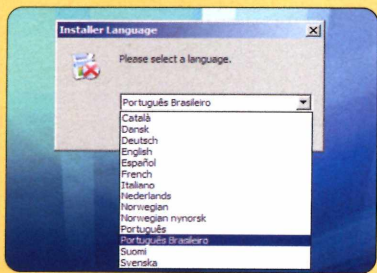 Installer Language
Please select a language.
Português Brasileiro
Català
Dansk
Deutsch
English
Español
French
Italiano
Nederlands
Norwegian
Norwegian nynorsk
Português
Português Brasileiro
Suomi
Svenska